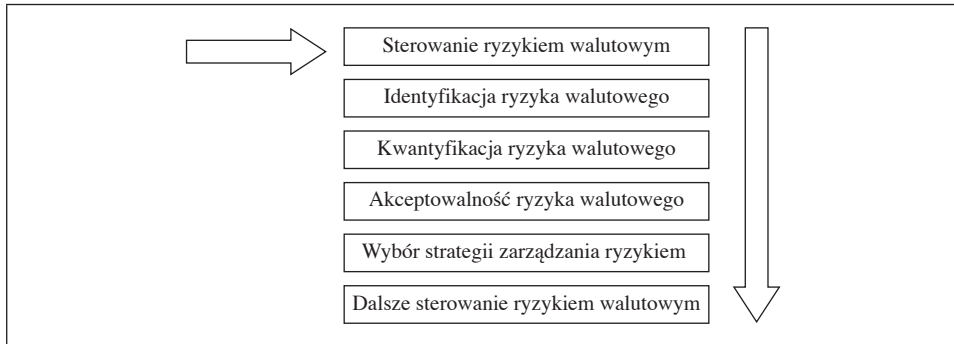 Sterowanie ryzykiem walutowym
Identyfikacja ryzyka walutowego
Kwantyfikacja ryzyka walutowego
Akceptowalność ryzyka walutowego
Wybór strategii zarządzania ryzykiem
Dalsze sterowanie ryzykiem walutowym